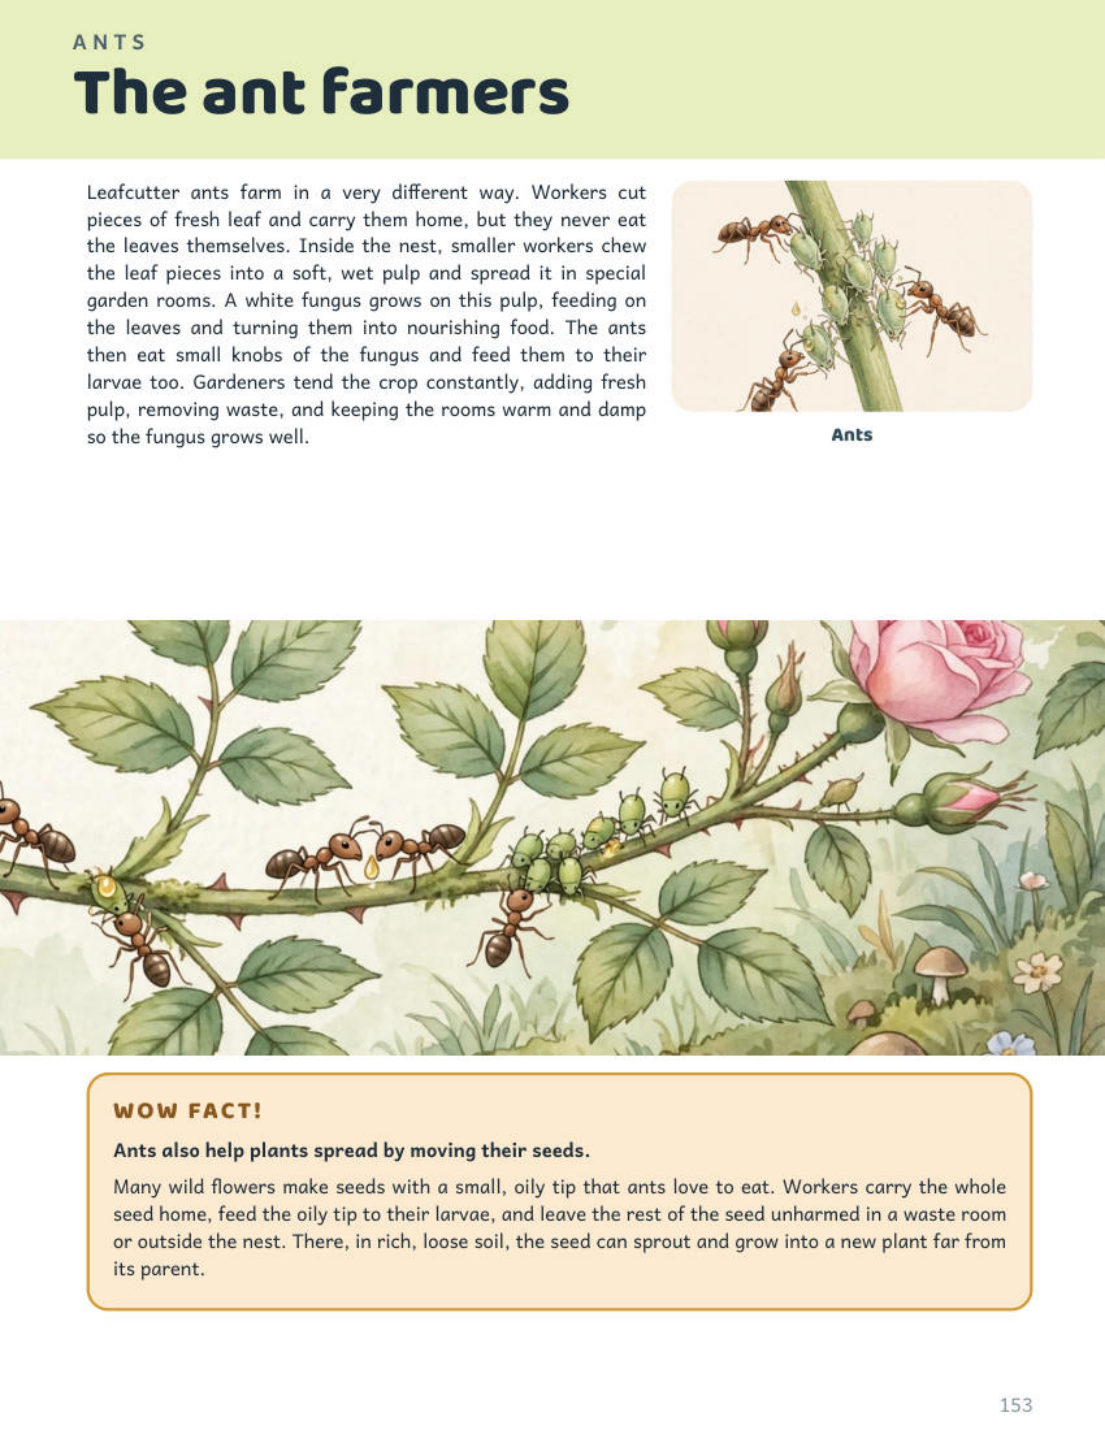 ANTS
The ant farmers
Leafcutter ants farm in a very different way. Workers cut
pieces of fresh leaf and carry them home, but they never eat
the leaves themselves. Inside the nest, smaller workers chew
the leaf pieces into a soft, wet pulp and spread it in special
garden rooms. A white fungus grows on this pulp, feeding on
the leaves and turning them into nourishing food. The ants
then eat small knobs of the fungus and feed them to their
larvae too. Gardeners tend the crop constantly, adding fresh
pulp, removing waste, and keeping the rooms warm and damp
so the fungus grows well.
Ants
WOW FACT!
Ants also help plants spread by moving their seeds.
Many wild flowers make seeds with a small, oily tip that ants love to eat. Workers carry the whole
seed home, feed the oily tip to their larvae, and leave the rest of the seed unharmed in a waste room
or outside the nest. There, in rich, loose soil, the seed can sprout and grow into a new plant far from
its parent.
153